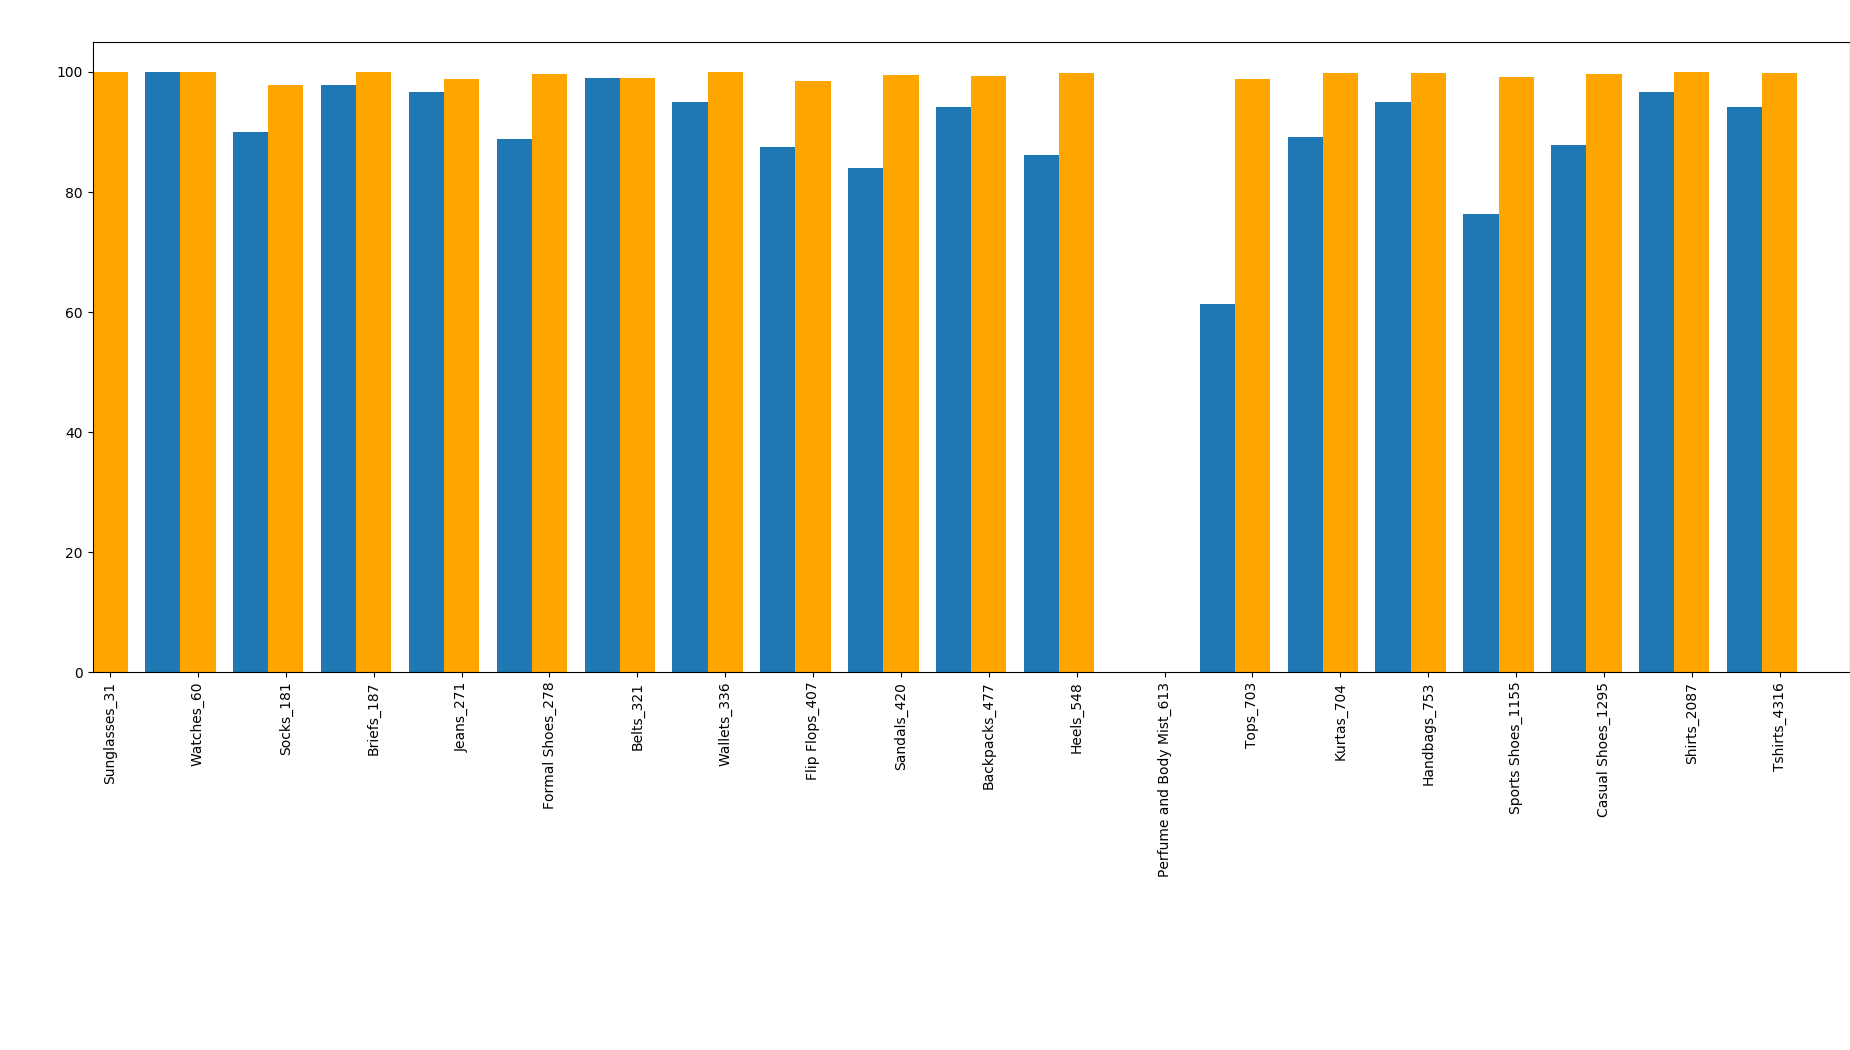 100
80
60
40
20
0
Sunglasses_31
Watches_60
Socks_181
Briefs_187
Jeans_271
Formal Shoes_278
Belts_321
Wallets_336
Flip Flops_407
Sandals_420
Backpacks_477
Heels_548
Perfume and Body Mist_613
Tops_703
Kurtas_704
Handbags_753
Sports Shoes_1155
Casual Shoes_1295
Shirts_2087
Tshirts_4316